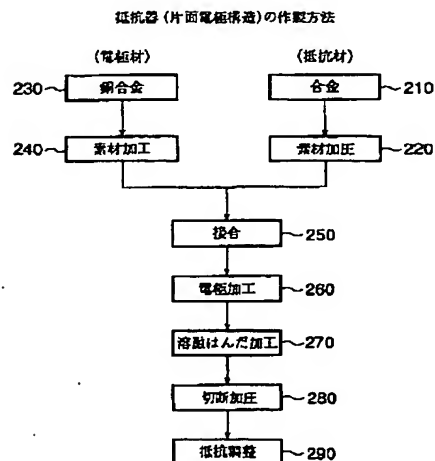 抵抗器（片面電極構造）の作製方法
（電極材）　（抵抗材）
230　銅合金　合金　210
240　素材加工　素材加圧　220
接合　250
電極加工　260
溶融はんだ加工　270
切断加圧　280
抵抗調整　290